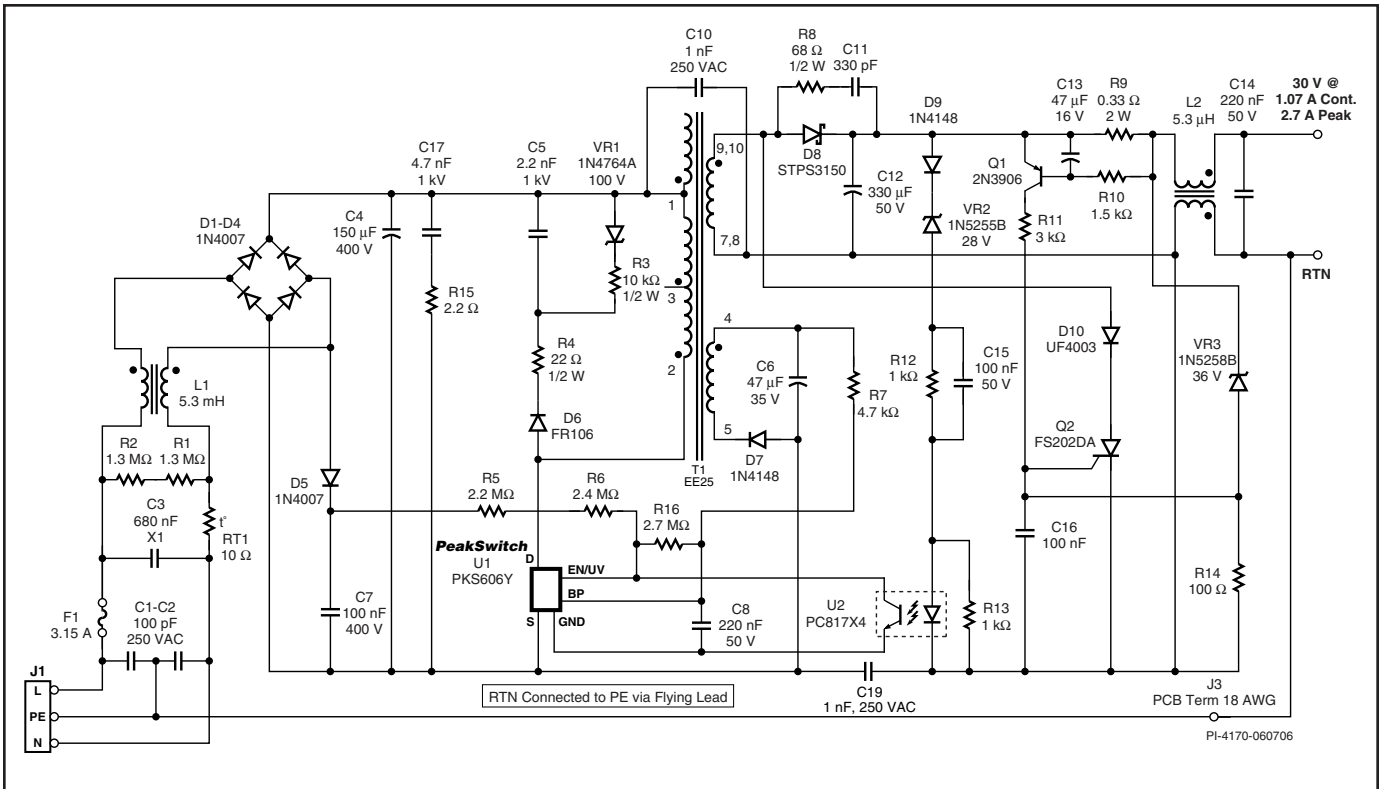 C10
1 nF
250 VAC
R8
68 Ω
1/2 W
C11
330 pF
D9
1N4148
C13
47 μF
16 V
R9
0.33 Ω
2 W
L2
5.3 μH
C14
220 nF
50 V
30 V @
1.07 A Cont.
2.7 A Peak
C17
4.7 nF
1 kV
C5
2.2 nF
1 kV
VR1
1N4764A
100 V
9,10
D8
STPS3150
C12
330 μF
50 V
Q1
2N3906
R10
1.5 kΩ
D1-D4
1N4007
C4
150 μF
400 V
1
7,8
VR2
1N5255B
28 V
R11
3 kΩ
R3
10 kΩ
1/2 W
3
RTN
R15
2.2 Ω
R4
22 Ω
1/2 W
2
4
C6
47 μF
35 V
R7
4.7 kΩ
R12
1 kΩ
C15
100 nF
50 V
D10
UF4003
VR3
1N5258B
36 V
L1
5.3 mH
D6
FR106
5
D7
1N4148
T1
EE25
Q2
FS202DA
R2
1.3 MΩ
R1
1.3 MΩ
D5
1N4007
R5
2.2 MΩ
R6
2.4 MΩ
R16
2.7 MΩ
C3
680 nF
X1
t°
RT1
10 Ω
PeakSwitch
U1
PKS606Y
D
EN/UV
BP
S
GND
C16
100 nF
R14
100 Ω
C7
100 nF
400 V
C8
220 nF
50 V
U2
PC817X4
R13
1 kΩ
F1
3.15 A
C1-C2
100 pF
250 VAC
J1
L
PE
N
RTN Connected to PE via Flying Lead
C19
1 nF, 250 VAC
J3
PCB Term 18 AWG
PI-4170-060706